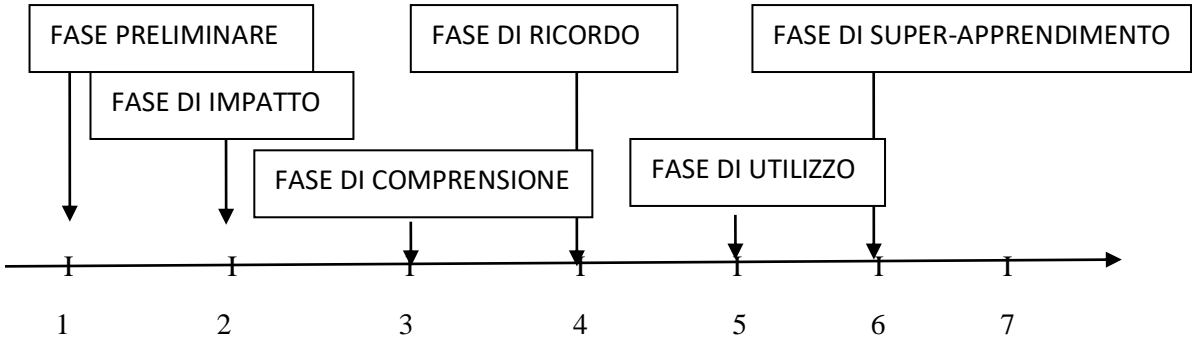 FASE PRELIMINARE
FASE DI IMPATTO
FASE DI COMPRENSIONE
FASE DI RICORDO
FASE DI UTILIZZO
FASE DI SUPER-APPRENDIMENTO
I I I I I I I
1 2 3 4 5 6 7